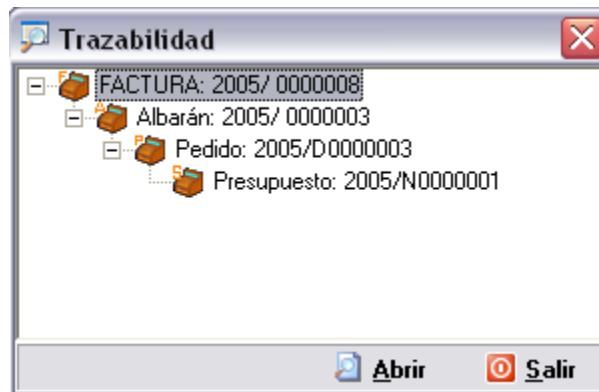 Trazabilidad
FACTURA: 2005/ 0000008
Albarán: 2005/ 0000003
Pedido: 2005/D0000003
Presupuesto: 2005/N0000001
Abrir
Salir